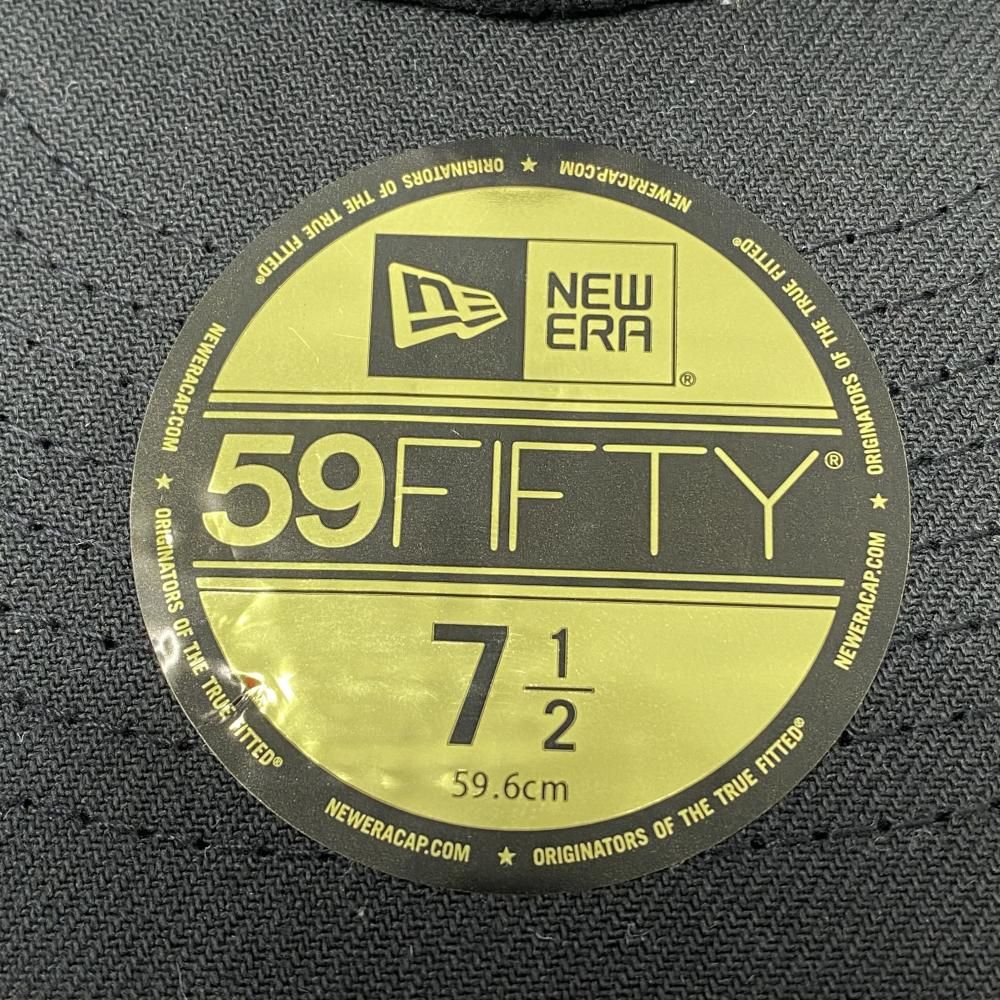 NEW
ERA
®
59FIFTY®
7 1/2
59.6cm
NEWERACAP.COM ★ ORIGINATORS OF THE TRUE FITTED®
NEWERACAP.COM ★ ORIGINATORS OF THE TRUE FITTED®
NEWERACAP.COM ★ ORIGINATORS OF THE TRUE FITTED®
NEWERACAP.COM ★ ORIGINATORS OF THE TRUE FITTED®